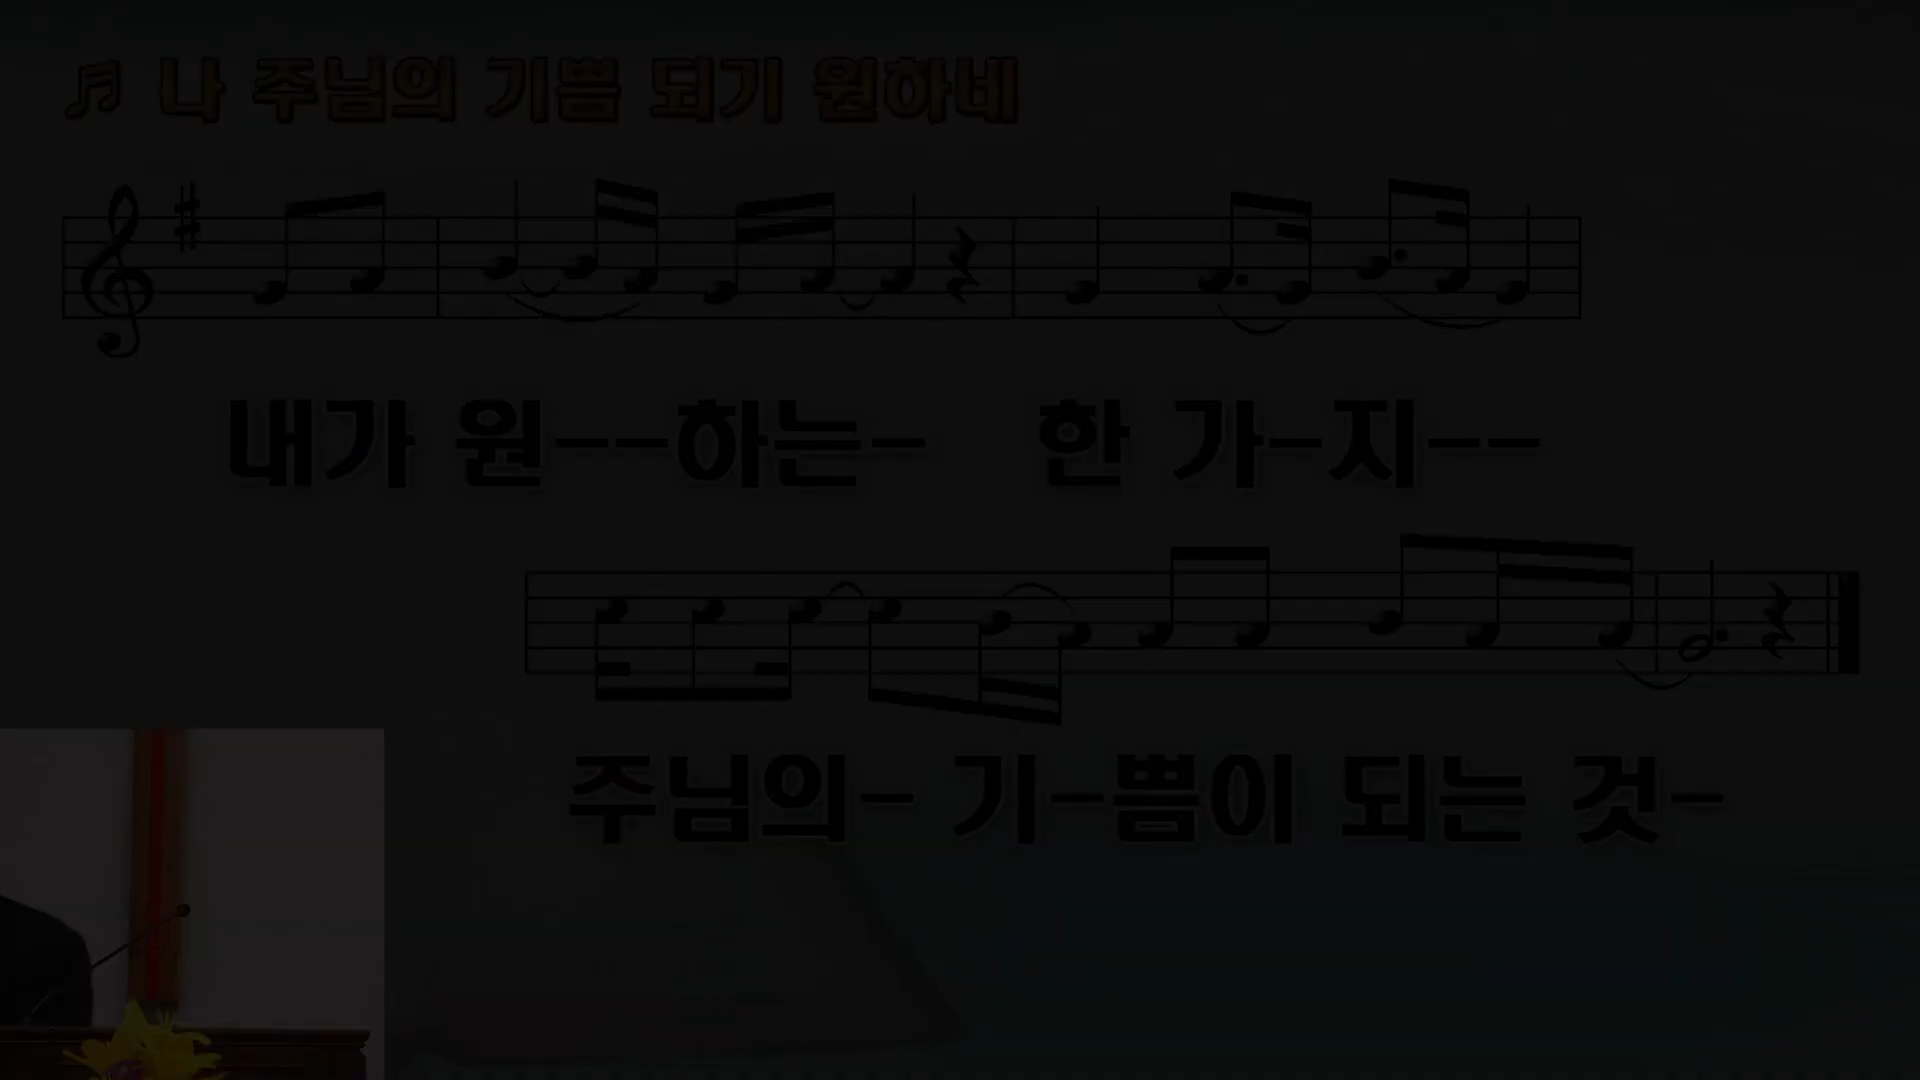 ♬ 나 주님의 기쁨 되기 원하네
내가 원--하는- 한 가-지--
주님의- 기-쁨이 되는 것-